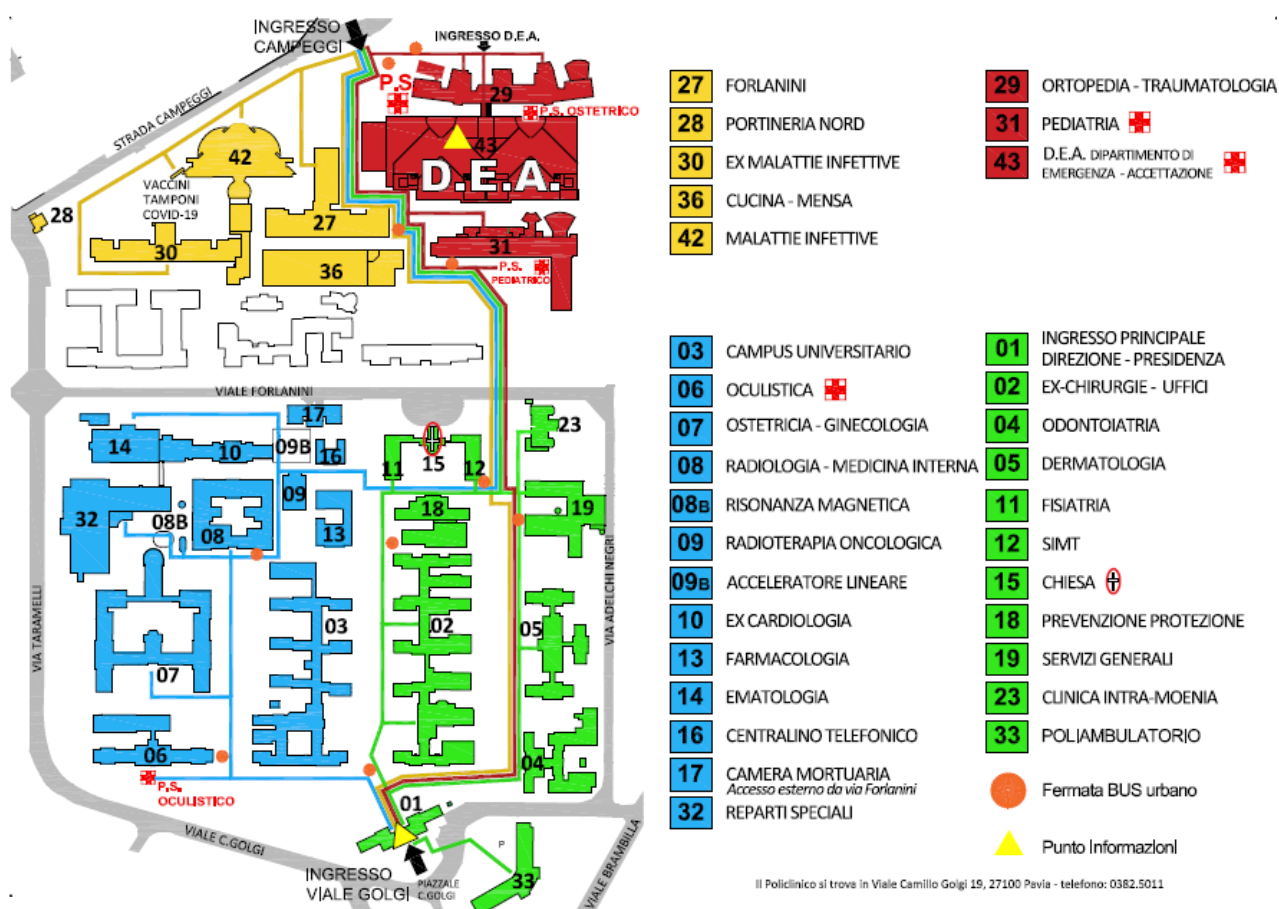 INGRESSO
CAMPEGGI
INGRESSO D.E.A.
P.S
29
P.S. OSTETRICO
STRADA CAMPEGGI
42
43
D.E.A.
VACCINI
TAMPONI
COVID-19
28
27
30
31
36
P.S.
PEDIATRICO
VIALE FORLANINI
17
23
14
10
09B
16
11
15
12
09
32
08B
08
13
18
19
VIA TARAMELLI
VIA ADELCHI NEGRI
03
02
05
07
06
04
P.S.
OCULISTICO
01
VIALE C.GOLGI
INGRESSO
VIALE GOLGI
PIAZZALE
C.GOLGI
P
33
VIALE BRAMBILLA
27 FORLANINI
28 PORTINERIA NORD
30 EX MALATTIE INFETTIVE
36 CUCINA - MENSA
42 MALATTIE INFETTIVE
29 ORTOPEDIA - TRAUMATOLOGIA
31 PEDIATRIA
43 D.E.A. DIPARTIMENTO DI
EMERGENZA - ACCETTAZIONE
03 CAMPUS UNIVERSITARIO
06 OCULISTICA
07 OSTETRICIA - GINECOLOGIA
08 RADIOLOGIA - MEDICINA INTERNA
08B RISONANZA MAGNETICA
09 RADIOTERAPIA ONCOLOGICA
09B ACCELERATORE LINEARE
10 EX CARDIOLOGIA
13 FARMACOLOGIA
14 EMATOLOGIA
16 CENTRALINO TELEFONICO
17 CAMERA MORTUARIA
Accesso esterno da via Forlanini
32 REPARTI SPECIALI
01 INGRESSO PRINCIPALE
DIREZIONE - PRESIDENZA
02 EX-CHIRURGIE - UFFICI
04 ODONTOIATRIA
05 DERMATOLOGIA
11 FISIATRIA
12 SIMT
15 CHIESA
18 PREVENZIONE PROTEZIONE
19 SERVIZI GENERALI
23 CLINICA INTRA-MOENIA
33 POLIAMBULATORIO
Fermata BUS urbano
Punto Informazioni
Il Policlinico si trova in Viale Camillo Golgi 19, 27100 Pavia - telefono: 0382.5011